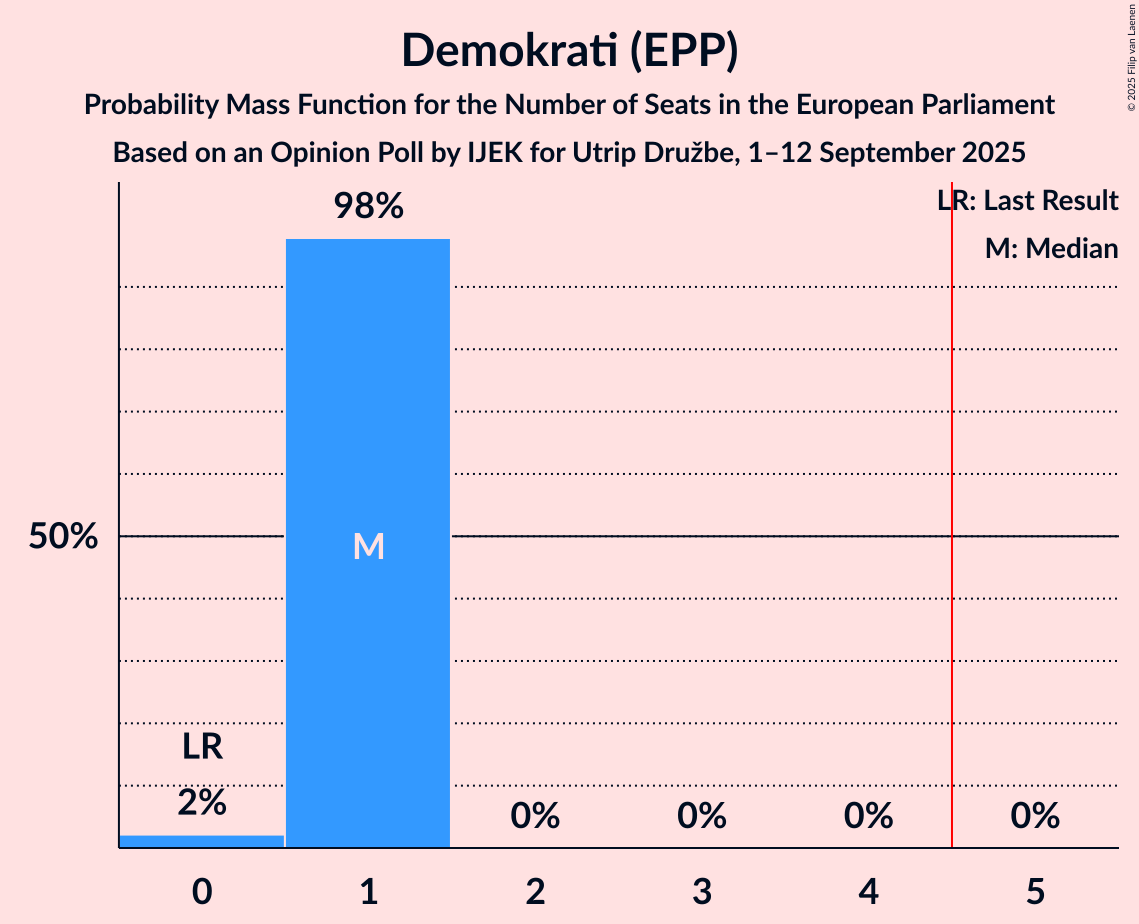 Demokrati (EPP)
Probability Mass Function for the Number of Seats in the European Parliament
Based on an Opinion Poll by IJEK for Utrip Družbe, 1–12 September 2025
© 2025 Filip van Laenen
LR: Last Result
M: Median
98%
50%
M
LR
2%
0%
0%
0%
0%
0
1
2
3
4
5